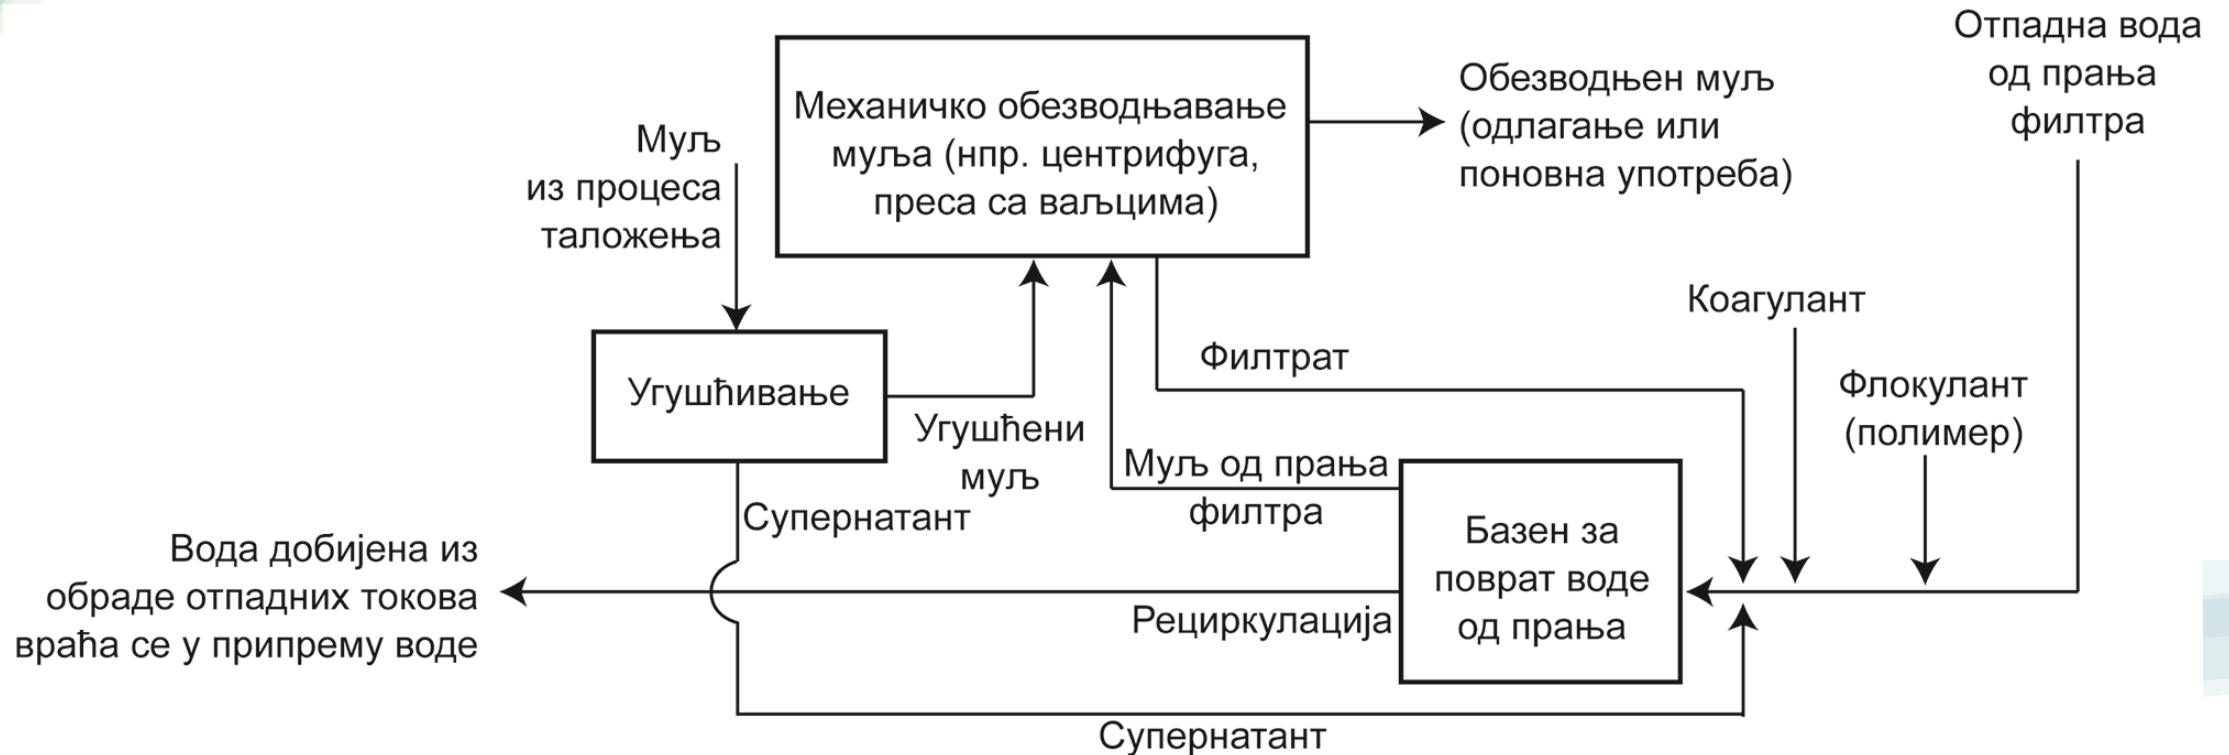 Отпадна вода
од прања
филтра
Механичко обезводњавање
муља (нпр. центрифуга,
преса са ваљцима)
Обезводњен муљ
(одлагање или
поновна употреба)
Муљ
из процеса
таложења
Коагулант
Филтрат
Флокулант
(полимер)
Угушћивање
Угушћени
муљ
Муљ од прања
филтра
Супернатант
Базен за
поврат воде
од прања
Вода добијена из
обраде отпадних токова
враћа се у припрему воде
Рециркулација
Супернатант